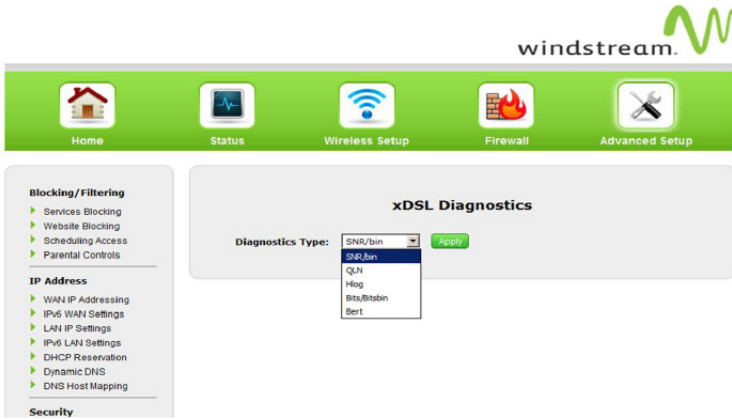 windstream.
Home Status Wireless Setup Firewall Advanced Setup
Blocking/Filtering
Services Blocking
Website Blocking
Scheduling Access
Parental Controls
IP Address
WAN IP Addressing
IPv6 WAN Settings
LAN IP Settings
IPv6 LAN Settings
DHCP Reservation
Dynamic DNS
DNS Host Mapping
Security
xDSL Diagnostics
Diagnostics Type: SNR/bin Apply
SNR/bin
QLN
Hlog
Bits/Bitsbin
Bert